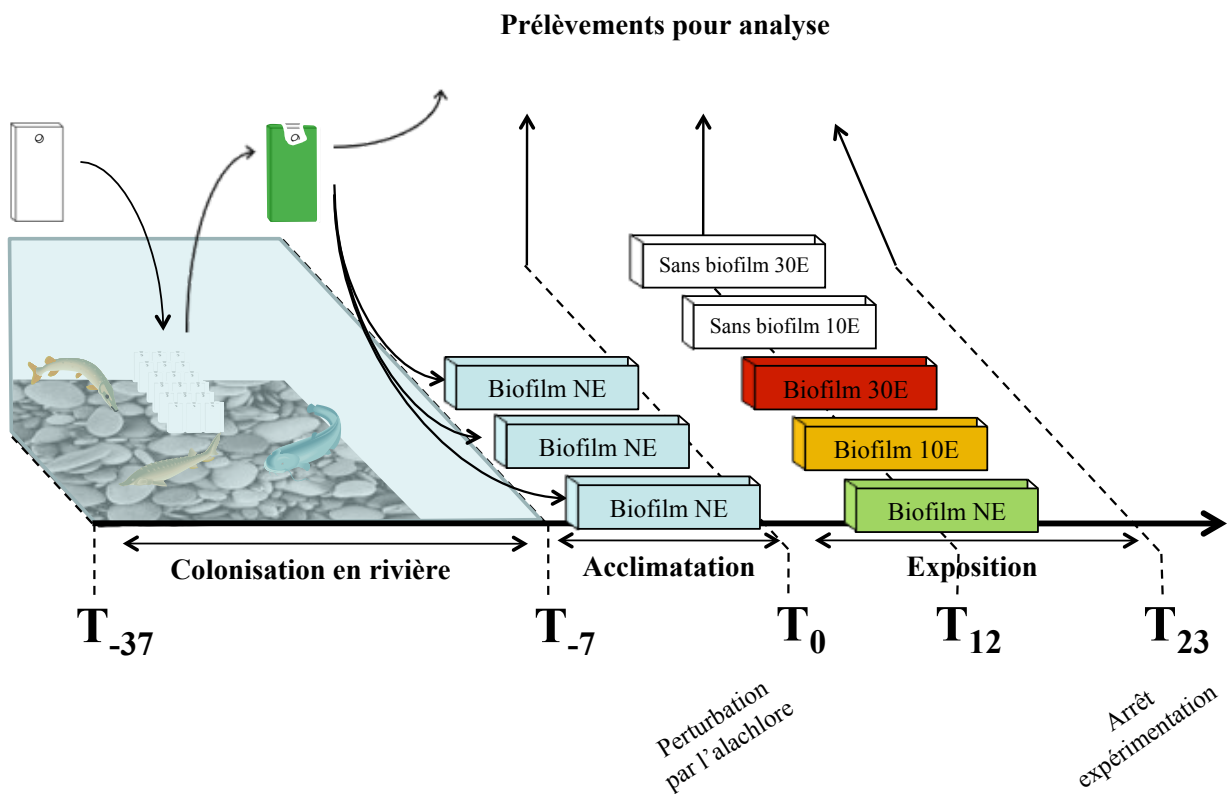 Prélèvements pour analyse
Sans biofilm 30E
Sans biofilm 10E
Biofilm NE
Biofilm 30E
Biofilm NE
Biofilm 10E
Biofilm NE
Biofilm NE
Colonisation en rivière
Acclimatation
Exposition
T-37
T-7
T0
T12
T23
Perturbation
par l'alachlore
Arrêt
expérimentation